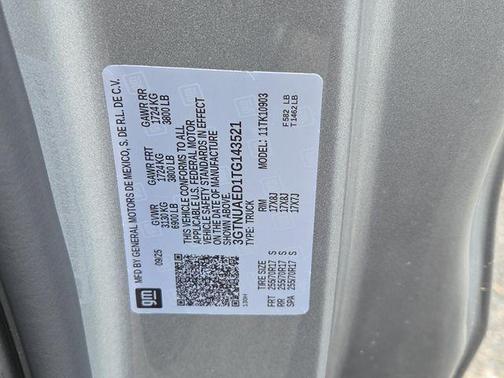 MFD BY GENERAL MOTORS DE MEXICO, S. DE R.L. DE C.V.
09/25 GVWR GAWR FRT GAWR RR
3130 KG 1724 KG 1724 KG
6900 LB 3800 LB 3800 LB
THIS VEHICLE CONFORMS TO ALL
APPLICABLE U.S. FEDERAL MOTOR
VEHICLE SAFETY STANDARDS IN EFFECT
ON THE DATE OF MANUFACTURE
SHOWN ABOVE.
3GTNUAED1TG143521
TYPE: TRUCK MODEL: 11TK10903
gm
TIRE SIZE RIM
FRT 255/70R17 S 17X8J
RR 255/70R17 S 17X8J
SPA 255/70R17 S 17X7J
F582 LB
T1462 LB